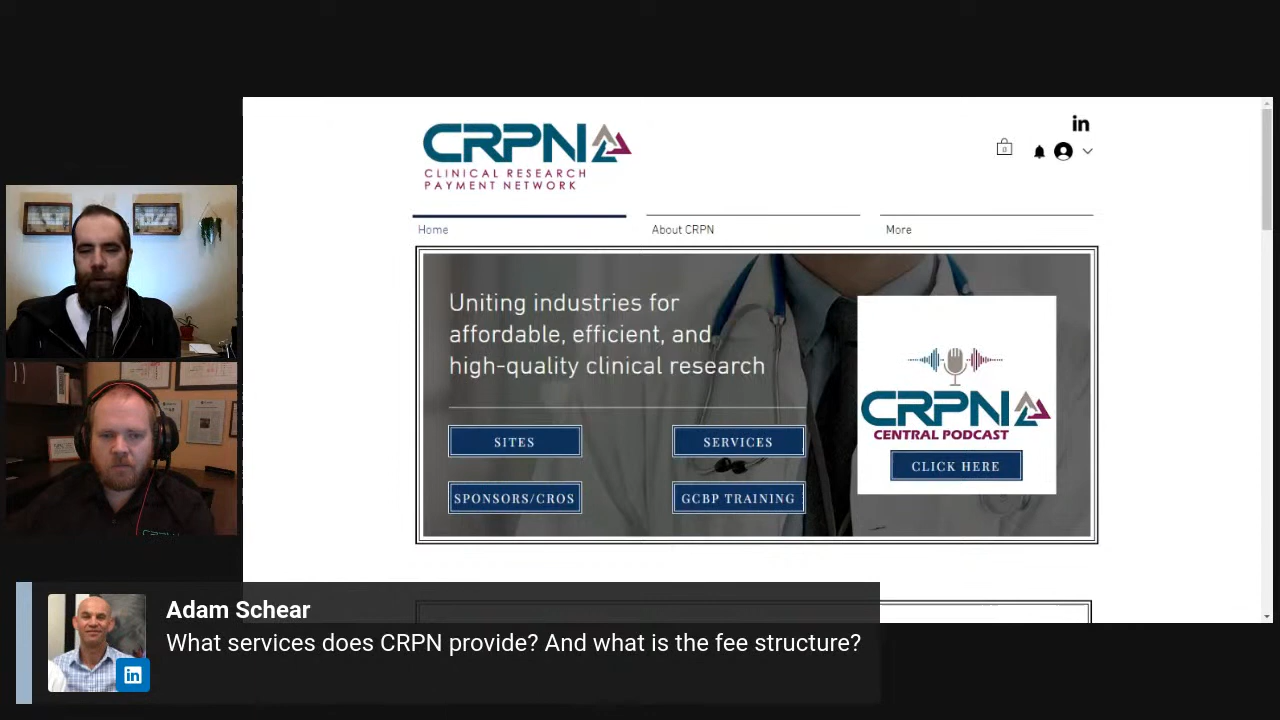 CRPN
CLINICAL RESEARCH
PAYMENT NETWORK
in
0
Home
About CRPN
More
Uniting industries for
affordable, efficient, and
high-quality clinical research
SITES
SERVICES
SPONSORS/CROS
GCBP TRAINING
CRPN
CENTRAL PODCAST
CLICK HERE
Adam Schear
What services does CRPN provide? And what is the fee structure?
in